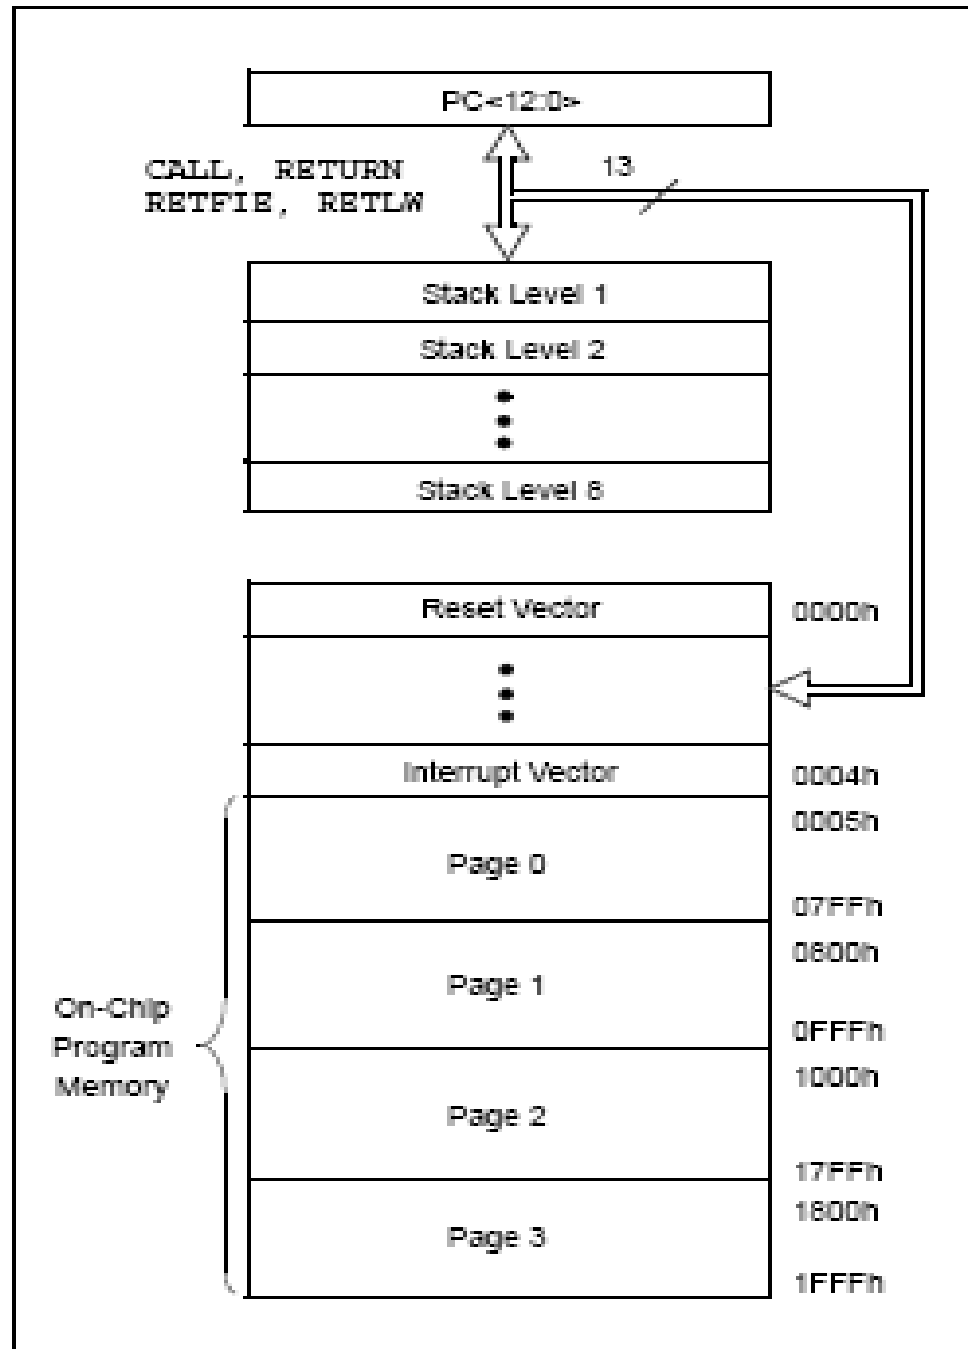 PC<12:0>
CALL, RETURN
RETFIE, RETLW
13
Stack Level 1
Stack Level 2
Stack Level 8
Reset Vector
0000h
Interrupt Vector
0004h
0005h
Page 0
07FFh
0800h
Page 1
On-Chip
Program
Memory
0FFFh
1000h
Page 2
17FFh
1800h
Page 3
1FFFh